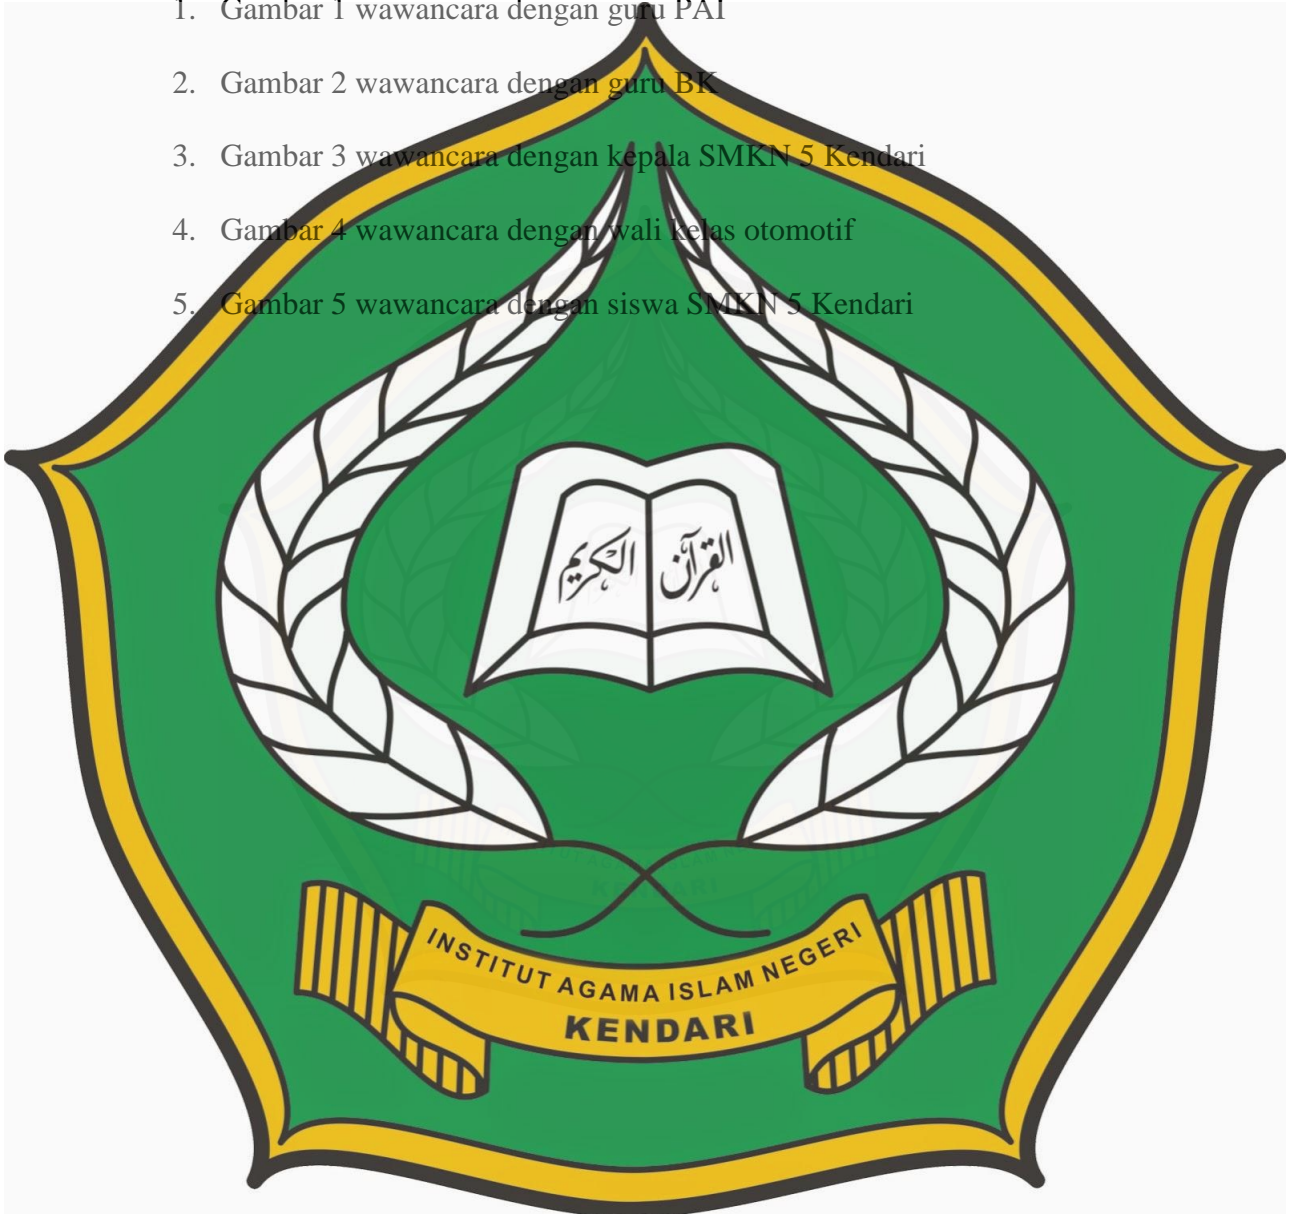 1. Gambar 1 wawancara dengan guru PAI
2. Gambar 2 wawancara dengan guru BK
3. Gambar 3 wawancara dengan kepala SMKN 5 Kendari
4. Gambar 4 wawancara dengan wali kelas otomotif
5. Gambar 5 wawancara dengan siswa SMKN 5 Kendari
القرآن الكريم
INSTITUT AGAMA ISLAM NEGERI
KENDARI